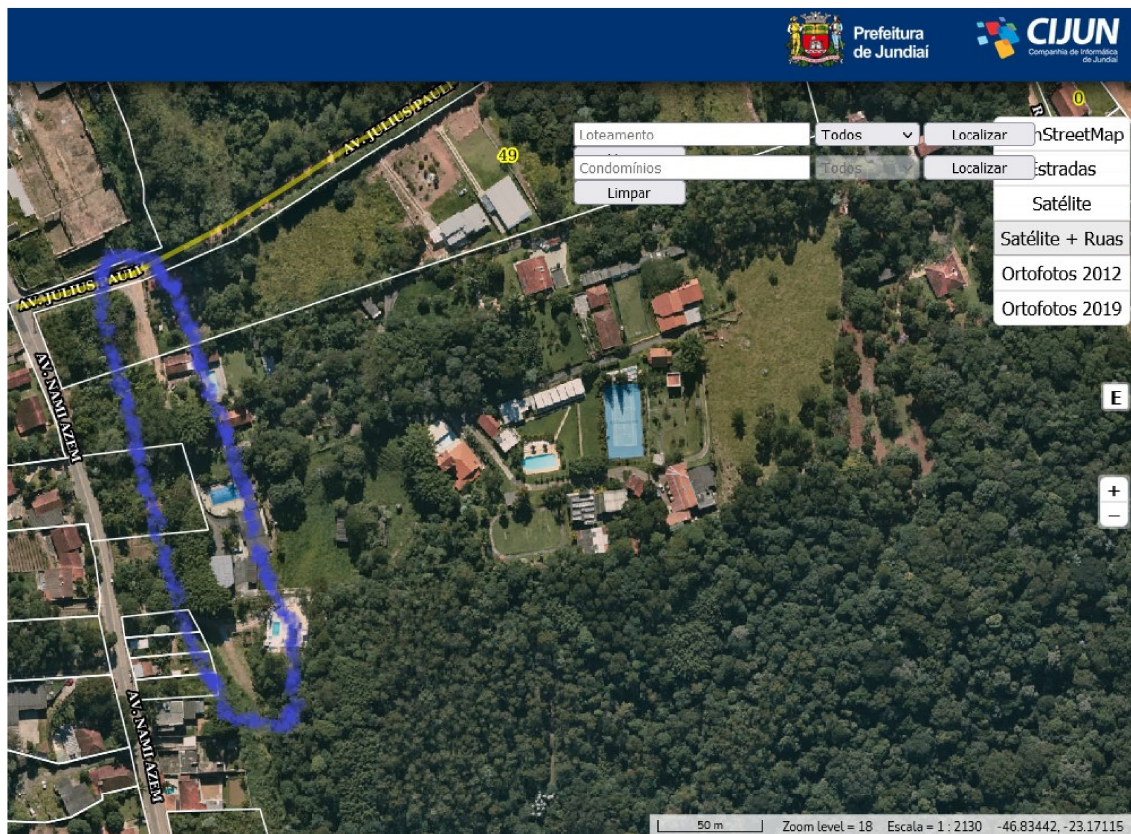 Prefeitura
de Jundiaí
CIJUN
Companhia de Informática
de Jundiaí
0
AV. JULIUS PAULI
49
Loteamento
Todos
Localizar
nStreetMap
Condomínios
Todos
Localizar
Estradas
Limpar
Satélite
Satélite + Ruas
AV. JULIUS PAULI
Ortofotos 2012
Ortofotos 2019
AV. NAMI AZEM
E
+
−
AV. NAMI AZEM
50 m
Zoom level = 18 Escala = 1 : 2130 -46.83442, -23.17115